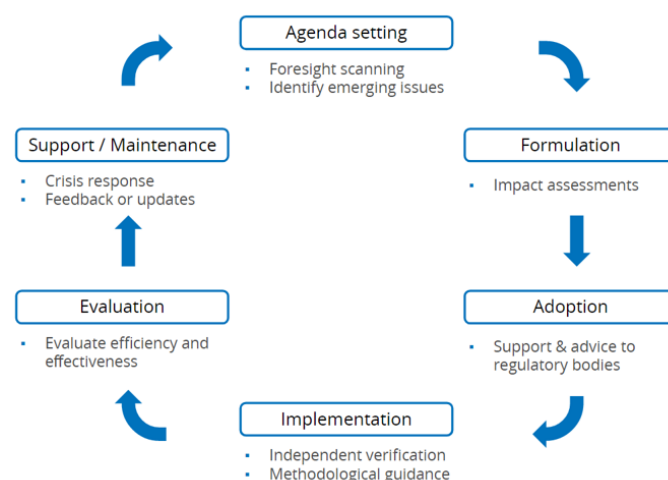 Agenda setting
▪ Foresight scanning
▪ Identify emerging issues
Formulation
▪ Impact assessments
Adoption
▪ Support & advice to
regulatory bodies
Implementation
▪ Independent verification
▪ Methodological guidance
Evaluation
▪ Evaluate efficiency and
effectiveness
Support / Maintenance
▪ Crisis response
▪ Feedback or updates